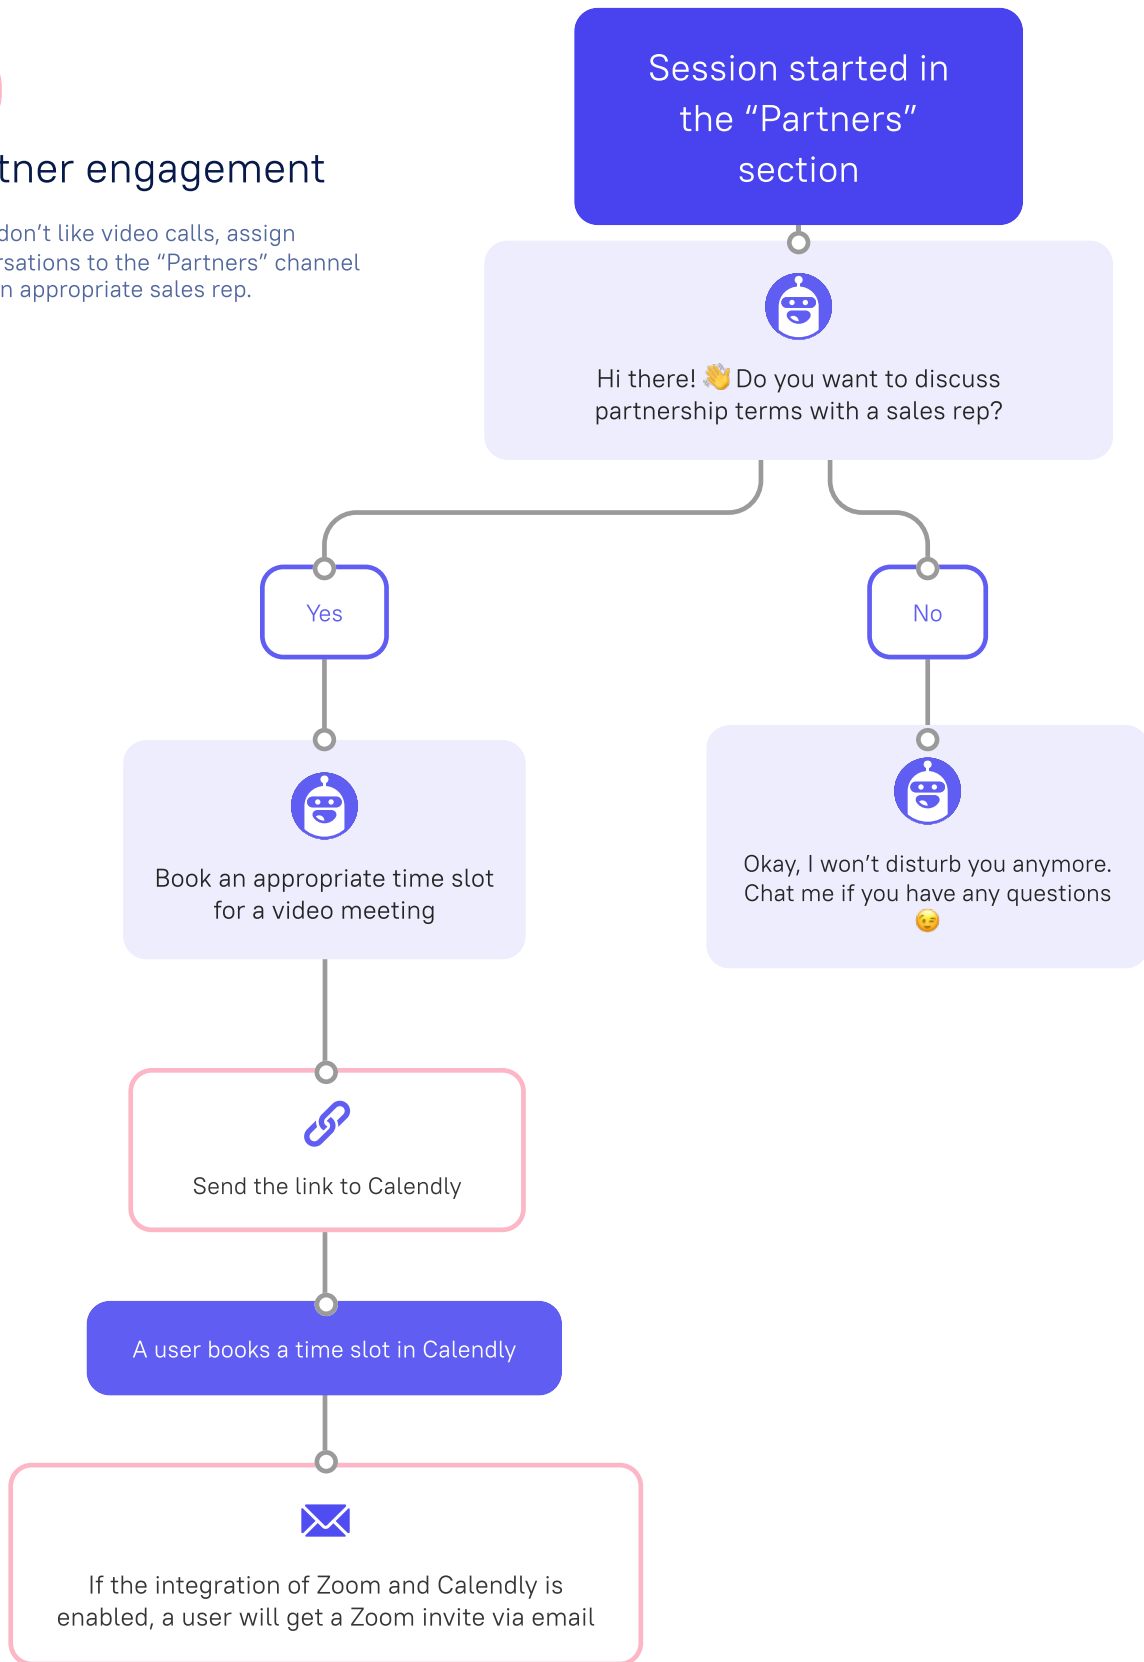 Session started in
the “Partners”
section
tner engagement
don’t like video calls, assign
rsations to the “Partners” channel
n appropriate sales rep.
Hi there! 👋 Do you want to discuss
partnership terms with a sales rep?
Yes
No
Book an appropriate time slot
for a video meeting
Okay, I won’t disturb you anymore.
Chat me if you have any questions
😉
Send the link to Calendly
A user books a time slot in Calendly
If the integration of Zoom and Calendly is
enabled, a user will get a Zoom invite via email